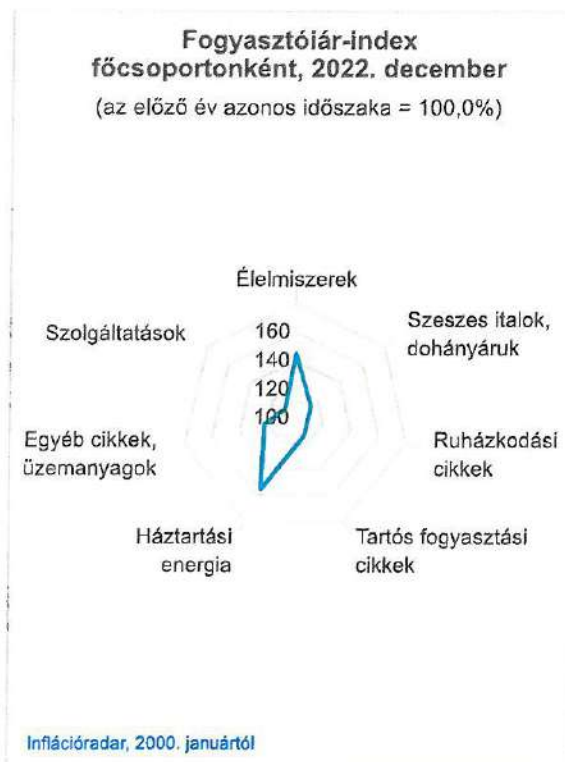 Fogyasztóiár-index
főcsoportonként, 2022. december
(az előző év azonos időszaka = 100,0%)
Élelmiszerek
Szeszes italok,
dohányáruk
Ruházkodási
cikkek
Tartós fogyasztási
cikkek
Háztartási
energia
Egyéb cikkek,
üzemanyagok
Szolgáltatások
160
140
120
100
Inflációradar, 2000. januártól